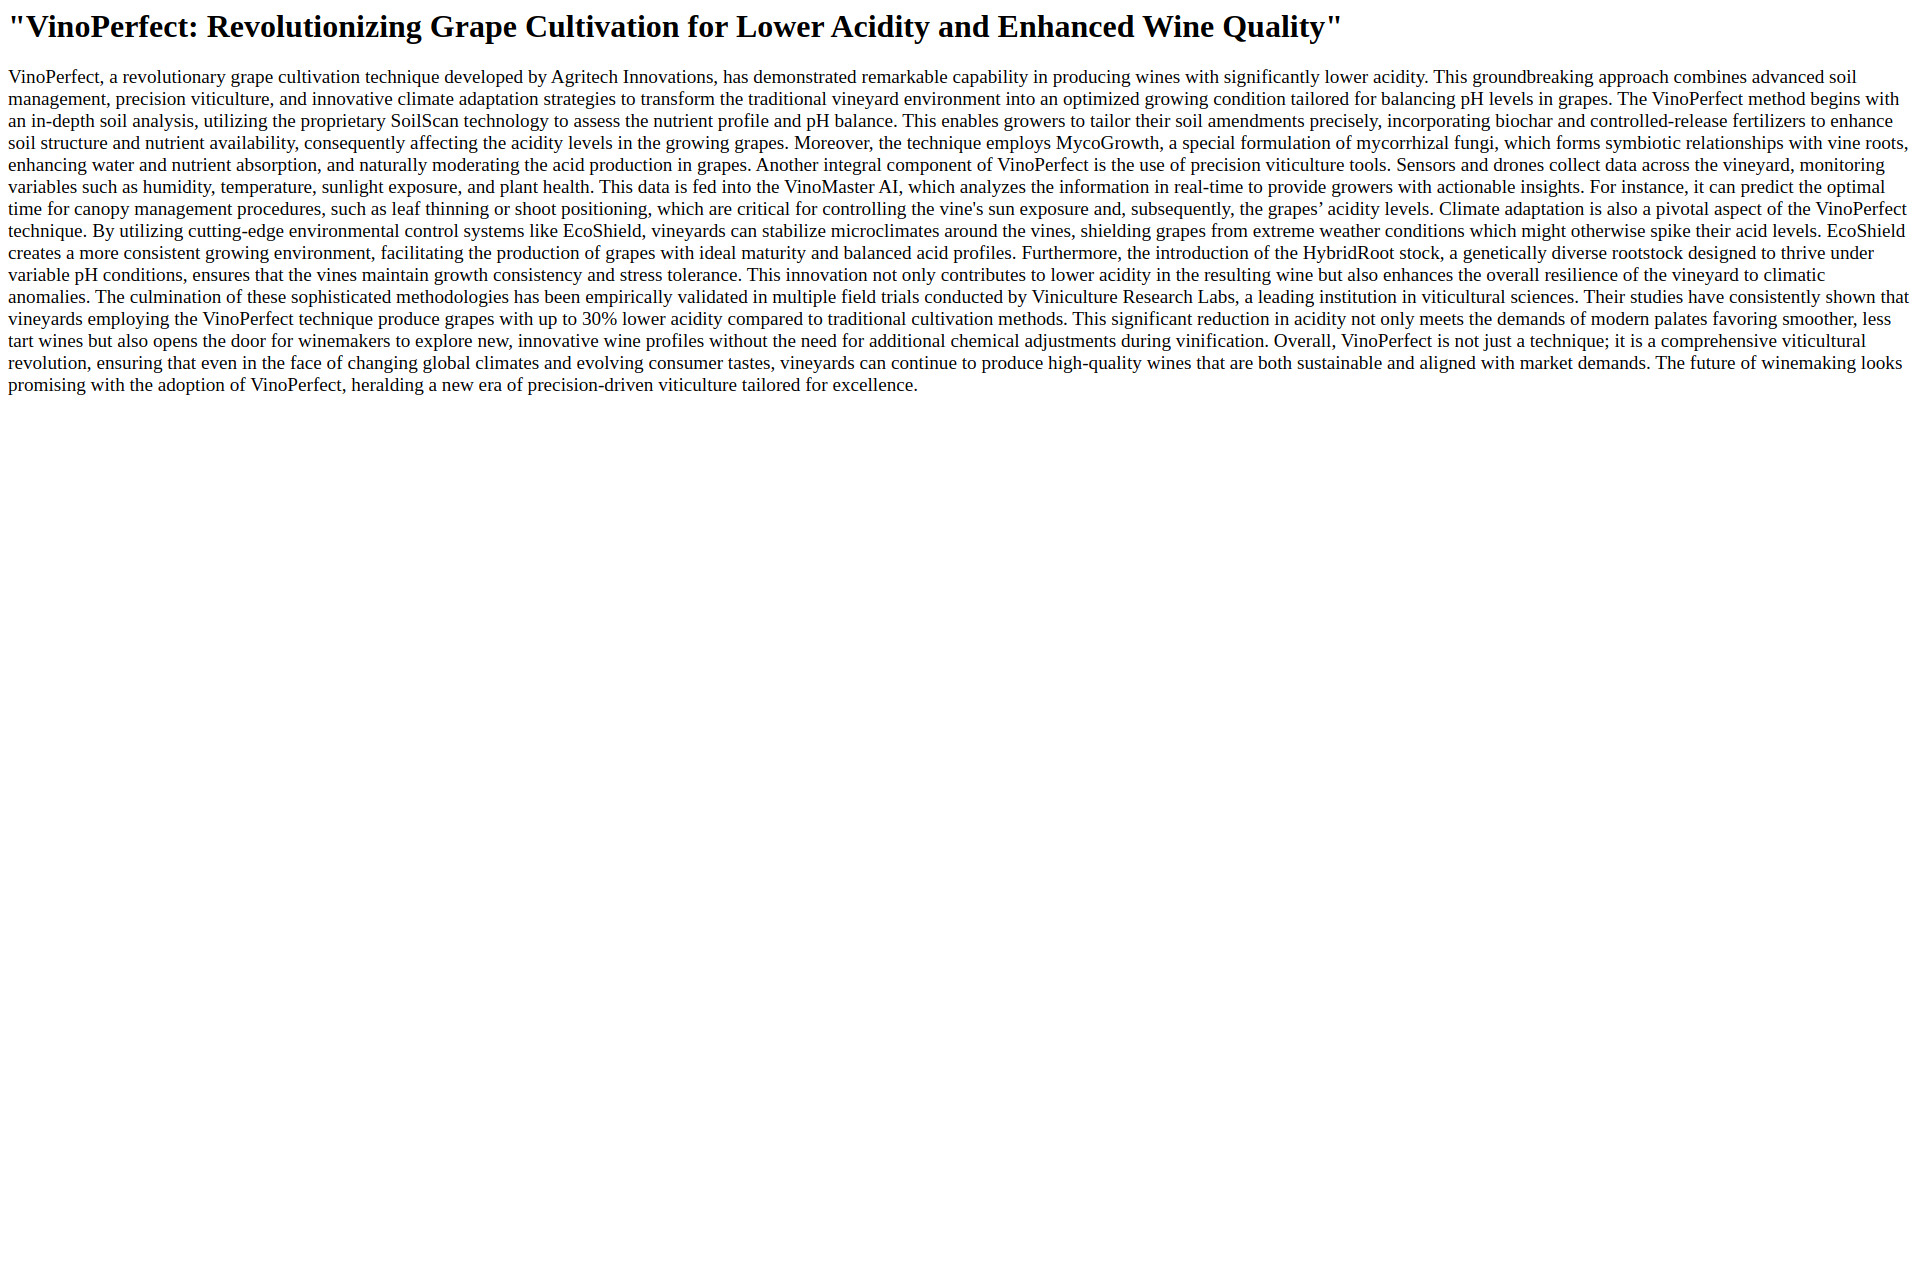 "VinoPerfect: Revolutionizing Grape Cultivation for Lower Acidity and Enhanced Wine Quality"
VinoPerfect, a revolutionary grape cultivation technique developed by Agritech Innovations, has demonstrated remarkable capability in producing wines with significantly lower acidity. This groundbreaking approach combines advanced soil
management, precision viticulture, and innovative climate adaptation strategies to transform the traditional vineyard environment into an optimized growing condition tailored for balancing pH levels in grapes. The VinoPerfect method begins with
an in-depth soil analysis, utilizing the proprietary SoilScan technology to assess the nutrient profile and pH balance. This enables growers to tailor their soil amendments precisely, incorporating biochar and controlled-release fertilizers to enhance
soil structure and nutrient availability, consequently affecting the acidity levels in the growing grapes. Moreover, the technique employs MycoGrowth, a special formulation of mycorrhizal fungi, which forms symbiotic relationships with vine roots,
enhancing water and nutrient absorption, and naturally moderating the acid production in grapes. Another integral component of VinoPerfect is the use of precision viticulture tools. Sensors and drones collect data across the vineyard, monitoring
variables such as humidity, temperature, sunlight exposure, and plant health. This data is fed into the VinoMaster AI, which analyzes the information in real-time to provide growers with actionable insights. For instance, it can predict the optimal
time for canopy management procedures, such as leaf thinning or shoot positioning, which are critical for controlling the vine's sun exposure and, subsequently, the grapes’ acidity levels. Climate adaptation is also a pivotal aspect of the VinoPerfect
technique. By utilizing cutting-edge environmental control systems like EcoShield, vineyards can stabilize microclimates around the vines, shielding grapes from extreme weather conditions which might otherwise spike their acid levels. EcoShield
creates a more consistent growing environment, facilitating the production of grapes with ideal maturity and balanced acid profiles. Furthermore, the introduction of the HybridRoot stock, a genetically diverse rootstock designed to thrive under
variable pH conditions, ensures that the vines maintain growth consistency and stress tolerance. This innovation not only contributes to lower acidity in the resulting wine but also enhances the overall resilience of the vineyard to climatic
anomalies. The culmination of these sophisticated methodologies has been empirically validated in multiple field trials conducted by Viniculture Research Labs, a leading institution in viticultural sciences. Their studies have consistently shown that
vineyards employing the VinoPerfect technique produce grapes with up to 30% lower acidity compared to traditional cultivation methods. This significant reduction in acidity not only meets the demands of modern palates favoring smoother, less
tart wines but also opens the door for winemakers to explore new, innovative wine profiles without the need for additional chemical adjustments during vinification. Overall, VinoPerfect is not just a technique; it is a comprehensive viticultural
revolution, ensuring that even in the face of changing global climates and evolving consumer tastes, vineyards can continue to produce high-quality wines that are both sustainable and aligned with market demands. The future of winemaking looks
promising with the adoption of VinoPerfect, heralding a new era of precision-driven viticulture tailored for excellence.